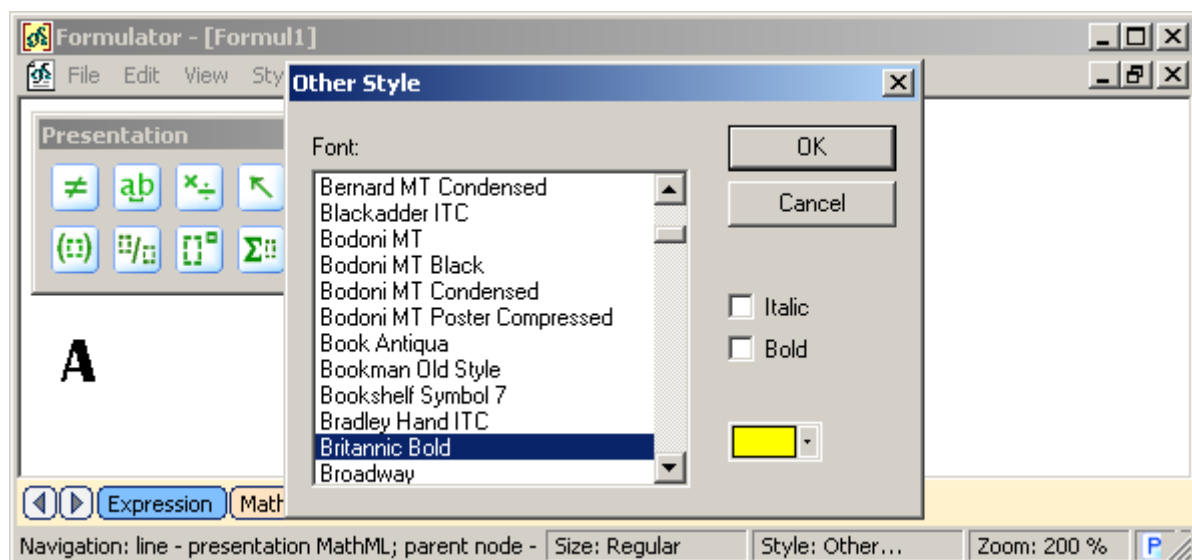 Formulator - [Formul1]
File Edit View Sty
Other Style
Presentation
Font:
OK
Cancel
Bernard MT Condensed
Blackadder ITC
Bodoni MT
Bodoni MT Black
Bodoni MT Condensed
Bodoni MT Poster Compressed
Book Antiqua
Bookman Old Style
Bookshelf Symbol 7
Bradley Hand ITC
Britannic Bold
Broadway
Italic
Bold
A
Expression Math
Navigation: line - presentation MathML; parent node - Size: Regular Style: Other... Zoom: 200 % P